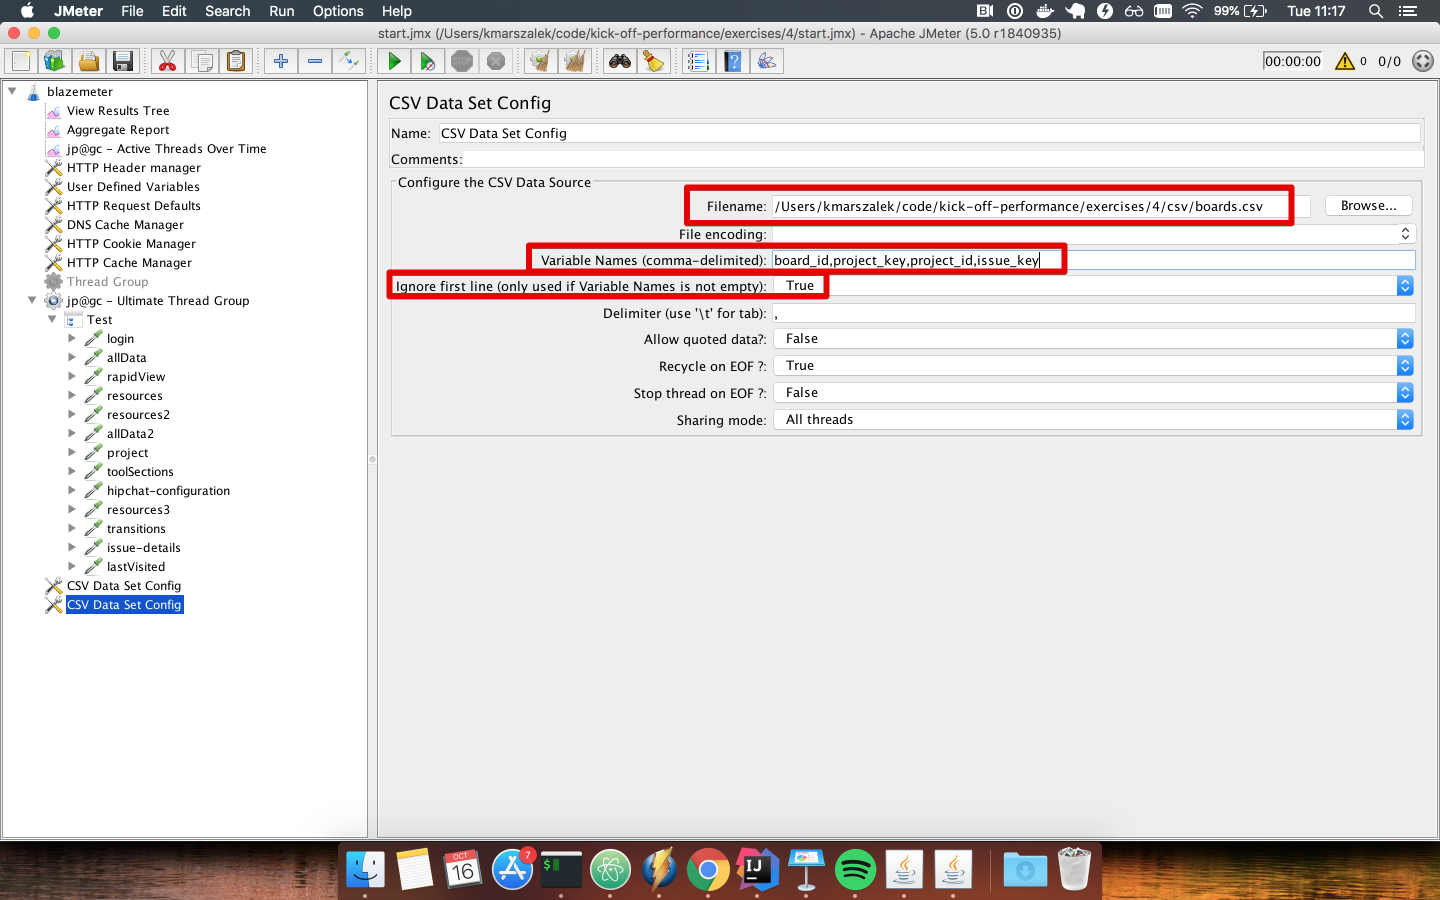 JMeter File Edit Search Run Options Help 99% Tue 11:17
start.jmx (/Users/kmarszalek/code/kick-off-performance/exercises/4/start.jmx) - Apache JMeter (5.0 r1840935)
STOP 00:00:00 0 0/0
blazemeter
View Results Tree
Aggregate Report
jp@gc - Active Threads Over Time
HTTP Header manager
User Defined Variables
HTTP Request Defaults
DNS Cache Manager
HTTP Cookie Manager
HTTP Cache Manager
Thread Group
jp@gc - Ultimate Thread Group
Test
login
allData
rapidView
resources
resources2
allData2
project
toolSections
hipchat-configuration
resources3
transitions
issue-details
lastVisited
CSV Data Set Config
CSV Data Set Config
CSV Data Set Config
Name: CSV Data Set Config
Comments:
Configure the CSV Data Source
Filename: /Users/kmarszalek/code/kick-off-performance/exercises/4/csv/boards.csv Browse...
File encoding:
Variable Names (comma-delimited): board_id,project_key,project_id,issue_key
Ignore first line (only used if Variable Names is not empty): True
Delimiter (use '\t' for tab): ,
Allow quoted data?: False
Recycle on EOF ?: True
Stop thread on EOF ?: False
Sharing mode: All threads
OCT
16
7
$
IJ